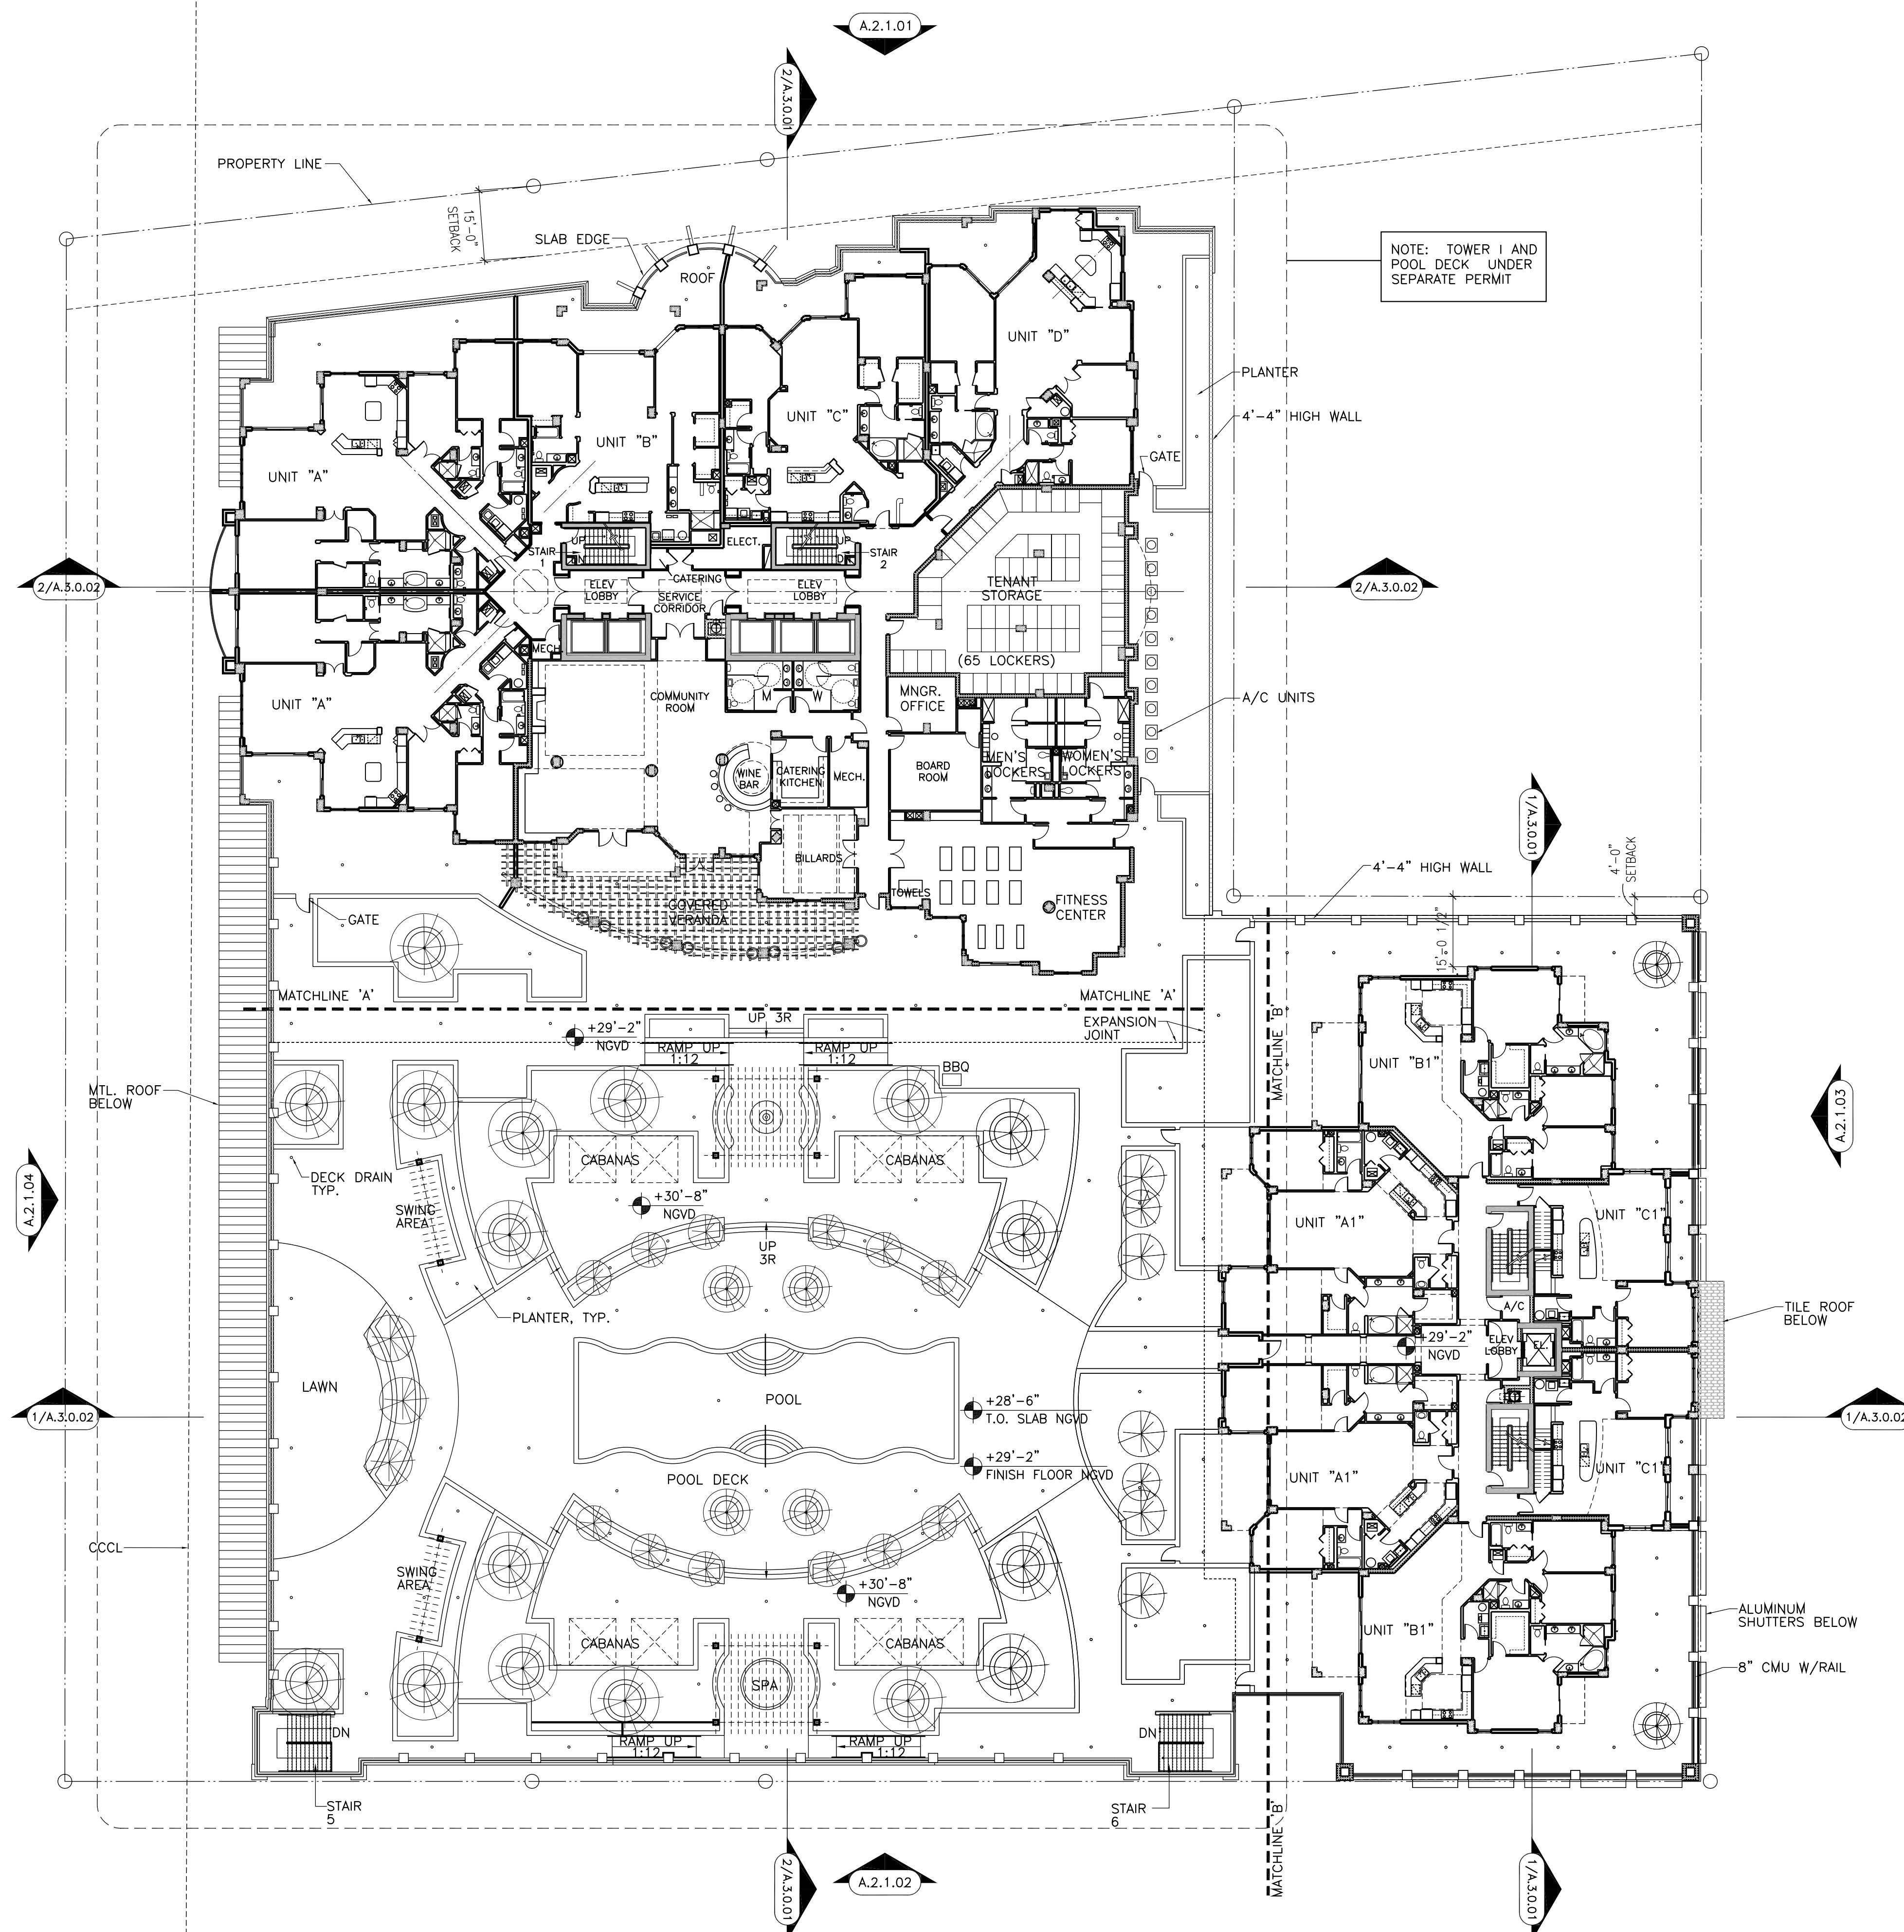 A.2.1.01
2/A.3.0.01
PROPERTY LINE
15'-0"
SETBACK
SLAB EDGE
ROOF
NOTE: TOWER I AND
POOL DECK UNDER
SEPARATE PERMIT
UNIT "D"
PLANTER
4'-4" HIGH WALL
UNIT "C"
UNIT "B"
GATE
UNIT "A"
UP
DN
STAIR
1
ELECT.
UP
DN
STAIR
2
CATERING
ELEV
LOBBY
SERVICE
CORRIDOR
ELEV
LOBBY
TENANT
STORAGE
2/A.3.0.02
2/A.3.0.02
MECH.
(65 LOCKERS)
M
W
COMMUNITY
ROOM
MNGR.
OFFICE
UNIT "A"
A/C UNITS
MEN'S
LOCKERS
WOMEN'S
LOCKERS
BOARD
ROOM
WINE
BAR
CATERING
KITCHEN
MECH.
1/A.3.0.01
BILLARDS
4'-4" HIGH WALL
4'-0"
SETBACK
TOWELS
FITNESS
CENTER
COVERED
VERANDA
GATE
15'-0 1/2"
MATCHLINE 'A'
MATCHLINE 'A'
UP 3R
EXPANSION
JOINT
MATCHLINE 'B'
+29'-2"
NGVD
RAMP UP
1:12
RAMP UP
1:12
BBQ
UNIT "B1"
MTL. ROOF
BELOW
A.2.1.03
CABANAS
CABANAS
DECK DRAIN
TYP.
+30'-8"
NGVD
A.2.1.04
SWING
AREA
UNIT "A1"
UNIT "C1"
UP
3R
PLANTER, TYP.
A/C
TILE ROOF
BELOW
ELEV
LOBBY
EL.
+29'-2"
NGVD
LAWN
POOL
+28'-6"
T.O. SLAB NGVD
1/A.3.0.02
1/A.3.0.02
+29'-2"
FINISH FLOOR NGVD
POOL DECK
UNIT "A1"
UNIT "C1"
CCCL
SWING
AREA
+30'-8"
NGVD
ALUMINUM
SHUTTERS BELOW
UNIT "B1"
CABANAS
CABANAS
8" CMU W/RAIL
SPA
DN
RAMP UP
1:12
RAMP UP
1:12
DN
STAIR
5
STAIR
6
MATCHLINE 'B'
2/A.3.0.01
A.2.1.02
1/A.3.0.01